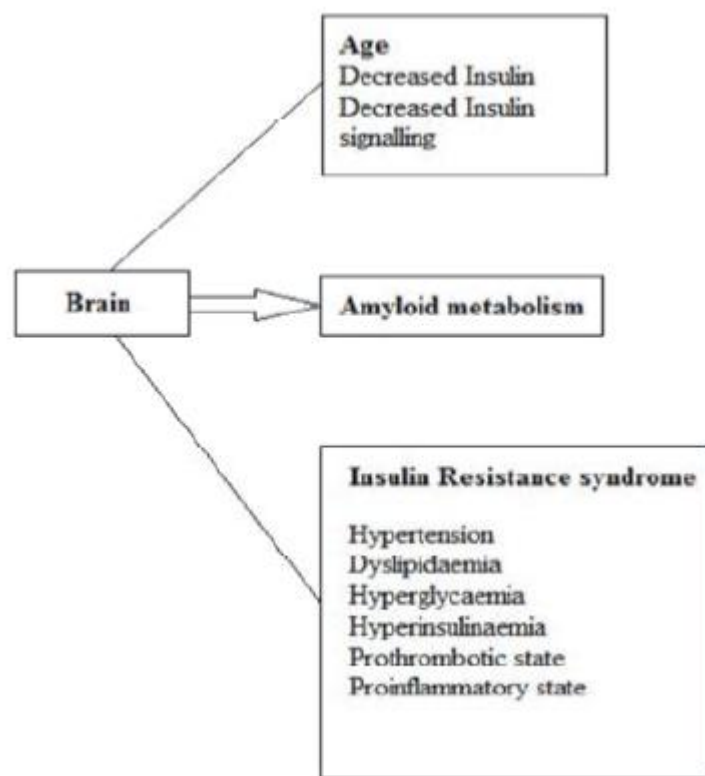 Age
Decreased Insulin
Decreased Insulin
signalling
Brain
Amyloid metabolism
Insulin Resistance syndrome
Hypertension
Dyslipidaemia
Hyperglycaemia
Hyperinsulinaemia
Prothrombotic state
Proinflammatory state